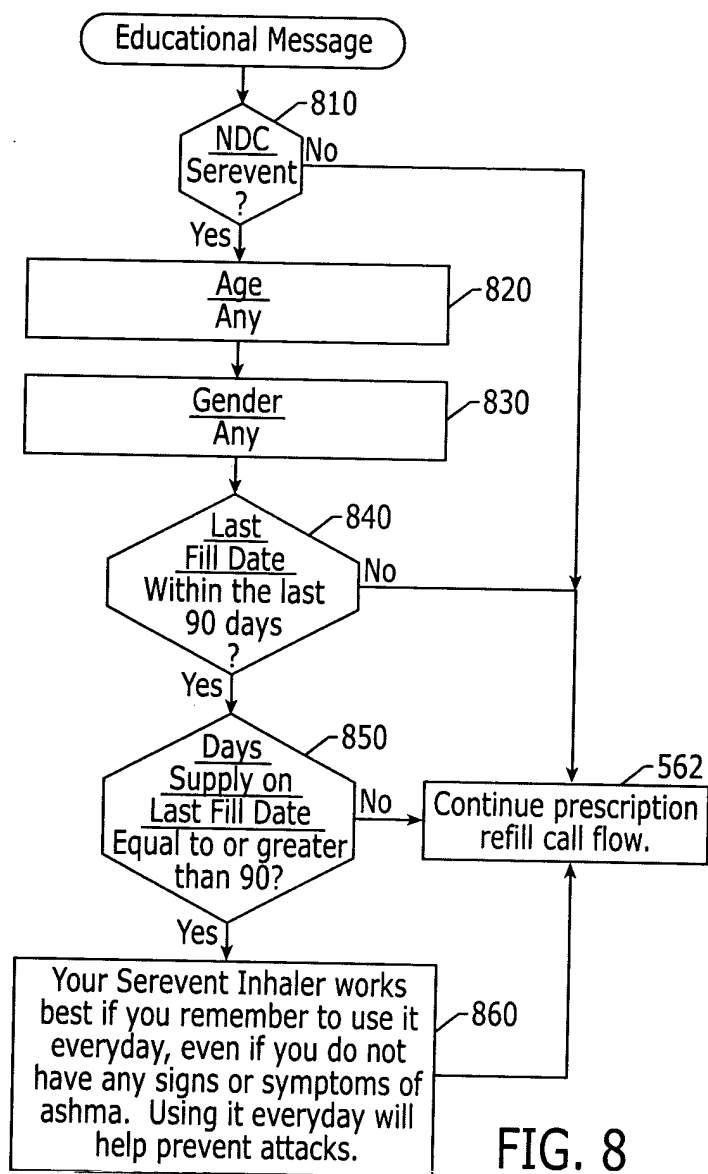 Educational Message
810
NDC
Serevent
?
No
Yes
Age
Any
820
Gender
Any
830
840
Last
Fill Date
Within the last
90 days
?
No
Yes
850
Days
Supply on
Last Fill Date
Equal to or greater
than 90?
No
562
Continue prescription
refill call flow.
Yes
Your Serevent Inhaler works
best if you remember to use it
everyday, even if you do not
have any signs or symptoms of
ashma. Using it everyday will
help prevent attacks.
860
FIG. 8